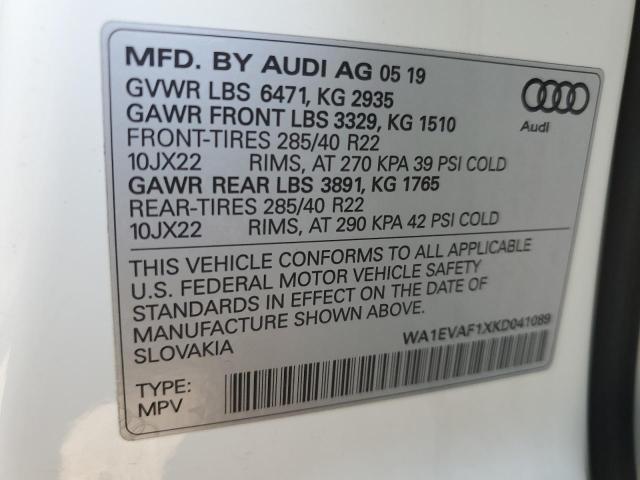 MFD. BY AUDI AG 05 19
GVWR LBS 6471, KG 2935
GAWR FRONT LBS 3329, KG 1510
FRONT-TIRES 285/40 R22
10JX22 RIMS, AT 270 KPA 39 PSI COLD
GAWR REAR LBS 3891, KG 1765
REAR-TIRES 285/40 R22
10JX22 RIMS, AT 290 KPA 42 PSI COLD
Audi
THIS VEHICLE CONFORMS TO ALL APPLICABLE
U.S. FEDERAL MOTOR VEHICLE SAFETY
STANDARDS IN EFFECT ON THE DATE OF
MANUFACTURE SHOWN ABOVE.
SLOVAKIA
WA1EVAF1XKD041089
TYPE:
MPV